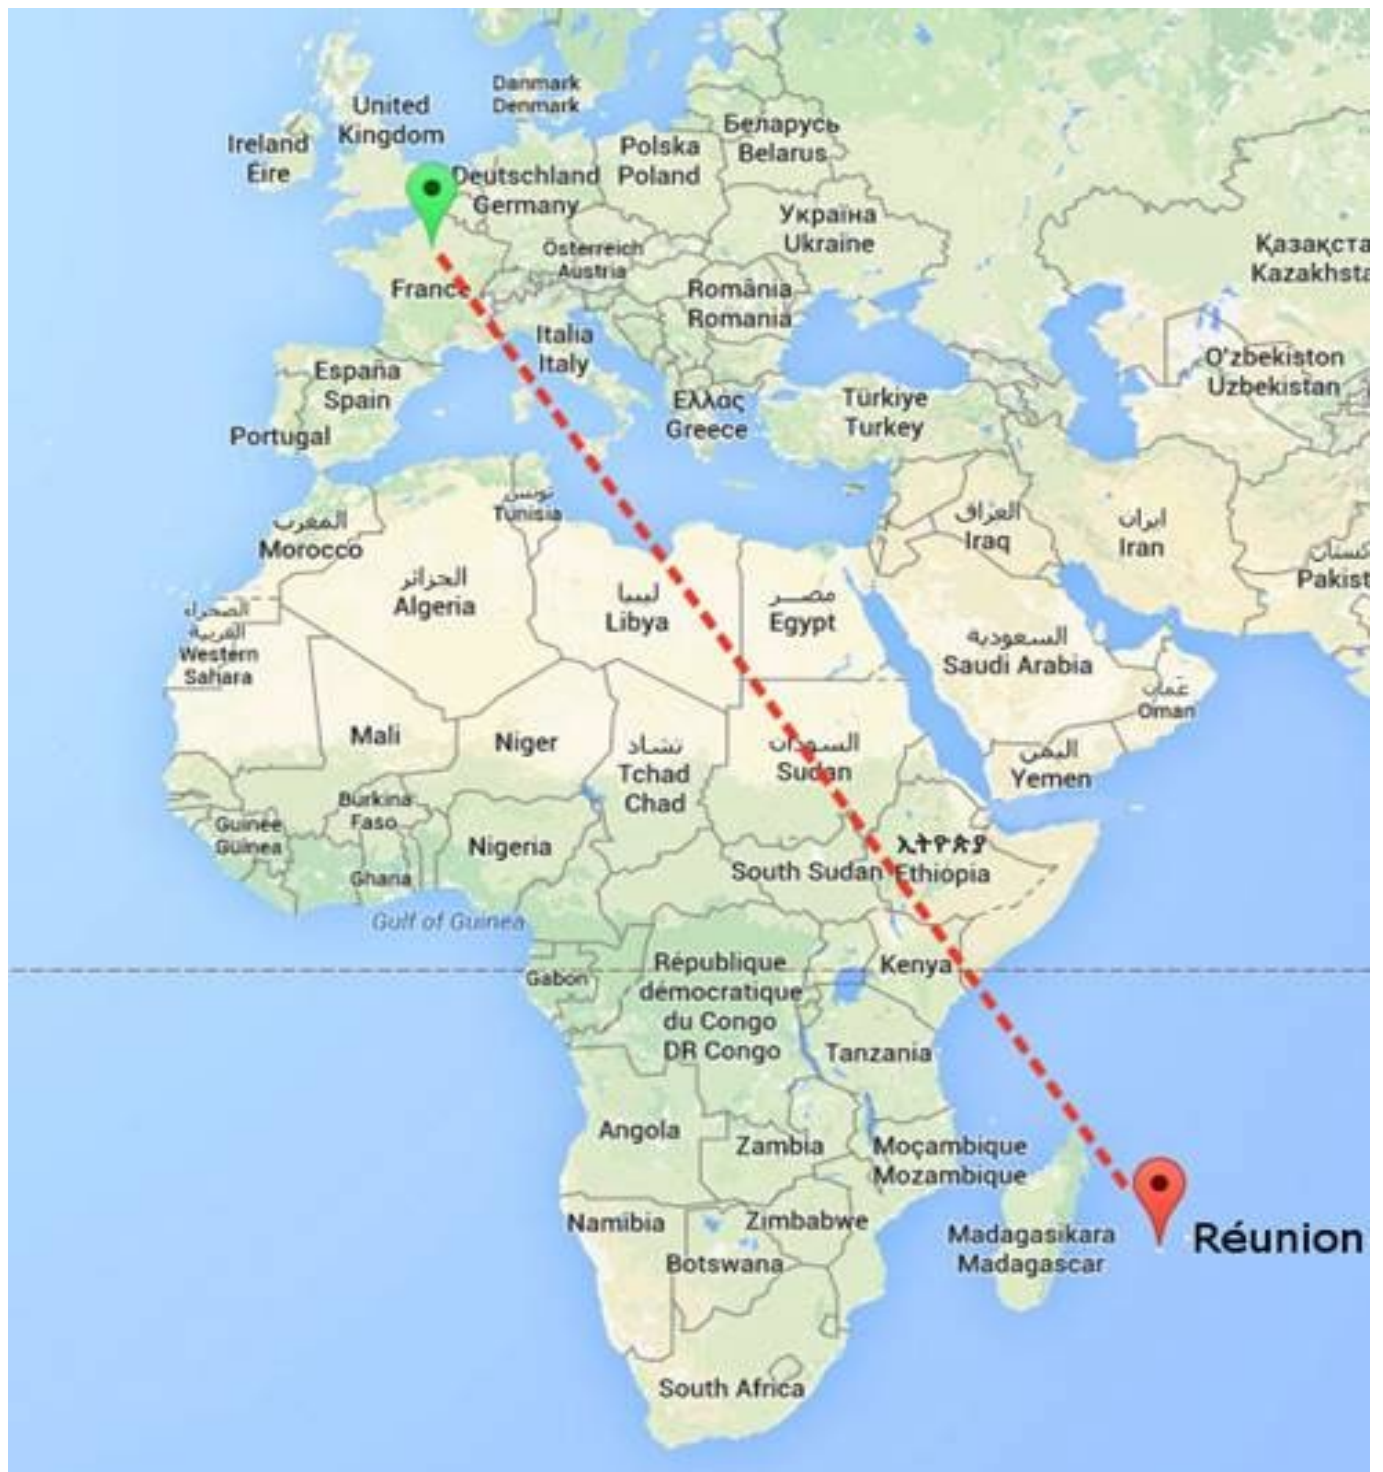 Danmark
Denmark
United
Kingdom
Ireland
Éire
Беларусь
Belarus
Polska
Poland
Deutschland
Germany
Україна
Ukraine
Österreich
Austria
Қазақста
Kazakhsta
France
România
Romania
Italia
Italy
España
Spain
Portugal
Ελλάς
Greece
Türkiye
Turkey
O'zbekiston
Uzbekistan
تونس
Tunisia
المغرب
Morocco
العراق
Iraq
ایران
Iran
Pakist
الجزائر
Algeria
ليبيا
Libya
مصر
Egypt
الصحراء
الغربية
Western
Sahara
السعودية
Saudi Arabia
عمان
Oman
Mali
Niger
تشاد
Tchad
Chad
السودان
Sudan
اليمن
Yemen
Burkina
Faso
Guinée
Guinea
Nigeria
Ghana
South Sudan
ኢትዮጵያ
Ethiopia
Gulf of Guinea
Gabon
République
démocratique
du Congo
DR Congo
Kenya
Tanzania
Angola
Zambia
Moçambique
Mozambique
Namibia
Zimbabwe
Botswana
Madagasikara
Madagascar
Réunion
South Africa